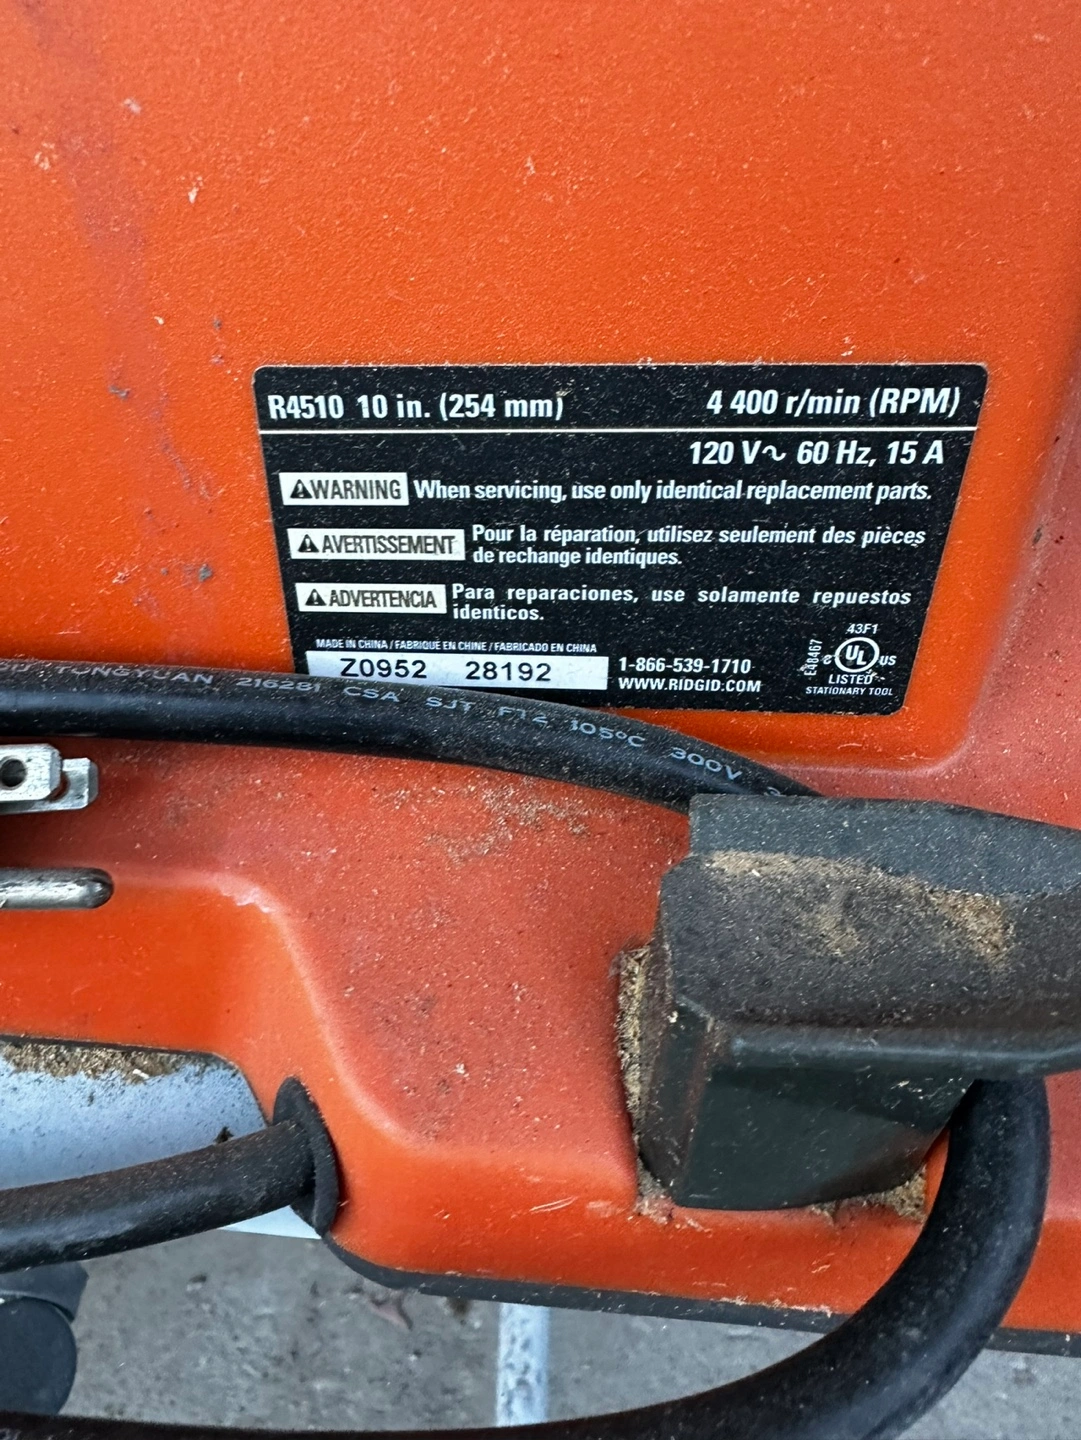 R4510 10 in. (254 mm) 4 400 r/min (RPM)
120 V~ 60 Hz, 15 A
WARNING When servicing, use only identical replacement parts.
AVERTISSEMENT Pour la réparation, utilisez seulement des pièces
de rechange identiques.
ADVERTENCIA Para reparaciones, use solamente repuestos
identicos.
MADE IN CHINA / FABRIQUE EN CHINE / FABRICADO EN CHINA
Z0952 28192
1-866-539-1710
WWW.RIDGID.COM
43F1
E48467
c UL us
LISTED
STATIONARY TOOL
TONGYUAN 216281 CSA SJT FT2 105°C 300V